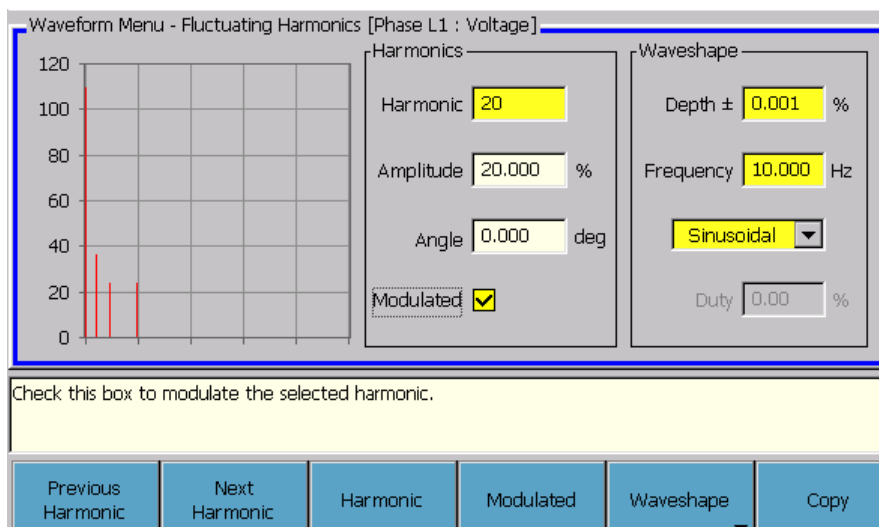 Waveform Menu - Fluctuating Harmonics [Phase L1 : Voltage]
120
100
80
60
40
20
0
Harmonics
Harmonic 20
Amplitude 20.000 %
Angle 0.000 deg
Modulated
Waveshape
Depth ± 0.001 %
Frequency 10.000 Hz
Sinusoidal
Duty 0.00 %
Check this box to modulate the selected harmonic.
Previous
Harmonic
Next
Harmonic
Harmonic
Modulated
Waveshape
Copy